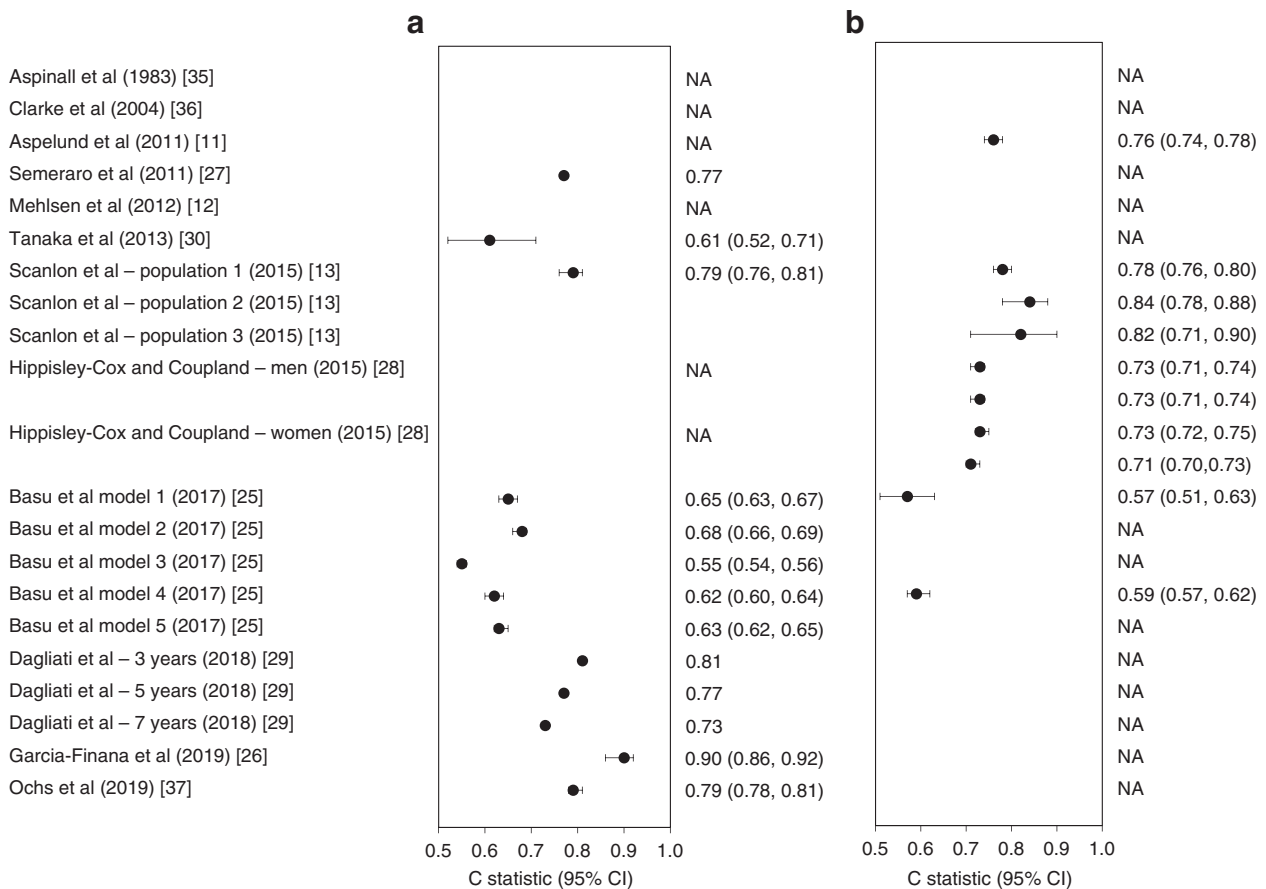 a b
Aspinall et al (1983) [35] NA NA
Clarke et al (2004) [36] NA NA
Aspelund et al (2011) [11] NA 0.76 (0.74, 0.78)
Semeraro et al (2011) [27] 0.77 NA
Mehlsen et al (2012) [12] NA NA
Tanaka et al (2013) [30] 0.61 (0.52, 0.71) NA
Scanlon et al – population 1 (2015) [13] 0.79 (0.76, 0.81) 0.78 (0.76, 0.80)
Scanlon et al – population 2 (2015) [13] 0.84 (0.78, 0.88)
Scanlon et al – population 3 (2015) [13] 0.82 (0.71, 0.90)
Hippisley-Cox and Coupland – men (2015) [28] NA 0.73 (0.71, 0.74)
0.73 (0.71, 0.74)
Hippisley-Cox and Coupland – women (2015) [28] NA 0.73 (0.72, 0.75)
0.71 (0.70,0.73)
Basu et al model 1 (2017) [25] 0.65 (0.63, 0.67) 0.57 (0.51, 0.63)
Basu et al model 2 (2017) [25] 0.68 (0.66, 0.69) NA
Basu et al model 3 (2017) [25] 0.55 (0.54, 0.56) NA
Basu et al model 4 (2017) [25] 0.62 (0.60, 0.64) 0.59 (0.57, 0.62)
Basu et al model 5 (2017) [25] 0.63 (0.62, 0.65) NA
Dagliati et al – 3 years (2018) [29] 0.81 NA
Dagliati et al – 5 years (2018) [29] 0.77 NA
Dagliati et al – 7 years (2018) [29] 0.73 NA
Garcia-Finana et al (2019) [26] 0.90 (0.86, 0.92) NA
Ochs et al (2019) [37] 0.79 (0.78, 0.81) NA
0.5 0.6 0.7 0.8 0.9 1.0 0.5 0.6 0.7 0.8 0.9 1.0
C statistic (95% CI) C statistic (95% CI)